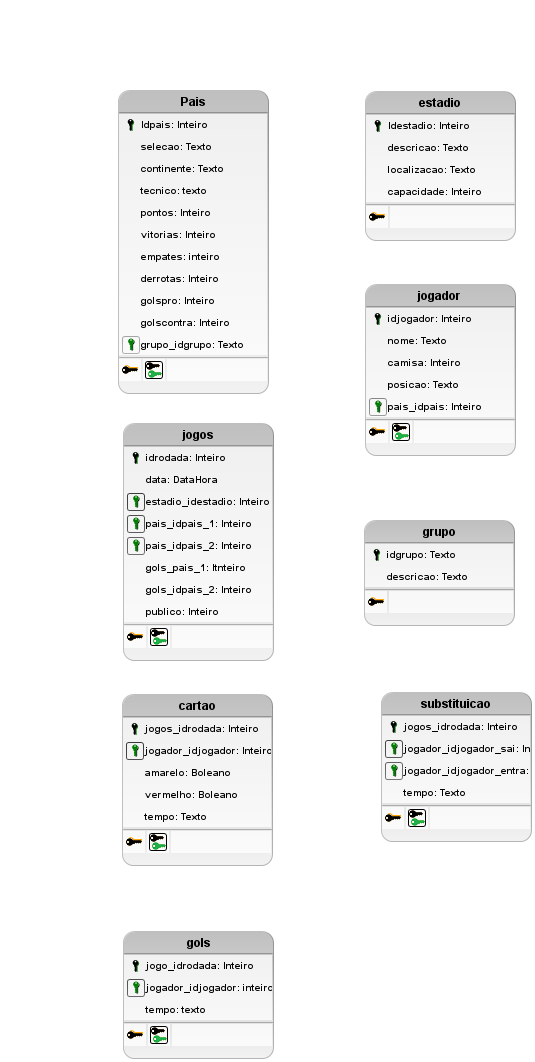 Pais
Idpais: Inteiro
selecao: Texto
continente: Texto
tecnico: texto
pontos: Inteiro
vitorias: Inteiro
empates: inteiro
derrotas: Inteiro
golspro: Inteiro
golscontra: Inteiro
grupo_idgrupo: Texto
estadio
Idestadio: Inteiro
descricao: Texto
localizacao: Texto
capacidade: Inteiro
jogador
idjogador: Inteiro
nome: Texto
camisa: Inteiro
posicao: Texto
pais_idpais: Inteiro
jogos
idrodada: Inteiro
data: DataHora
estadio_idestadio: Inteiro
pais_idpais_1: Inteiro
pais_idpais_2: Inteiro
gols_pais_1: Itnteiro
gols_idpais_2: Inteiro
publico: Inteiro
grupo
idgrupo: Texto
descricao: Texto
cartao
jogos_idrodada: Inteiro
jogador_idjogador: Inteiro
amarelo: Boleano
vermelho: Boleano
tempo: Texto
substituicao
jogos_idrodada: Inteiro
jogador_idjogador_sai: In
jogador_idjogador_entra:
tempo: Texto
gols
jogo_idrodada: Inteiro
jogador_idjogador: inteiro
tempo: texto